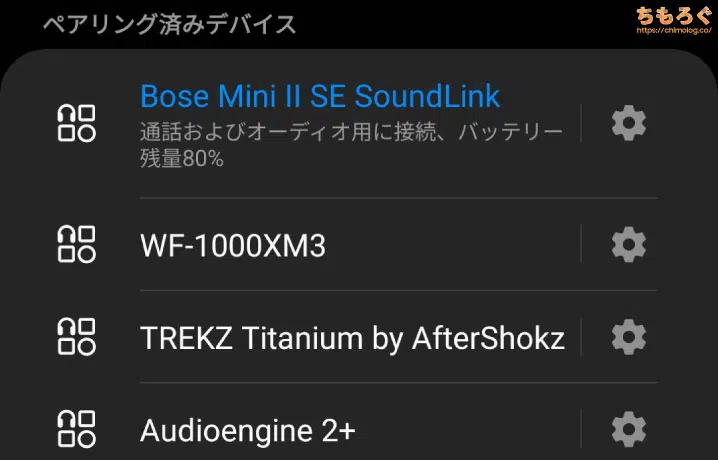 ペアリング済みデバイス
ちもろぐ
https://chimolog.co/
Bose Mini II SE SoundLink
通話およびオーディオ用に接続、バッテリー
残量80%
WF-1000XM3
TREKZ Titanium by AfterShokz
Audioengine 2+